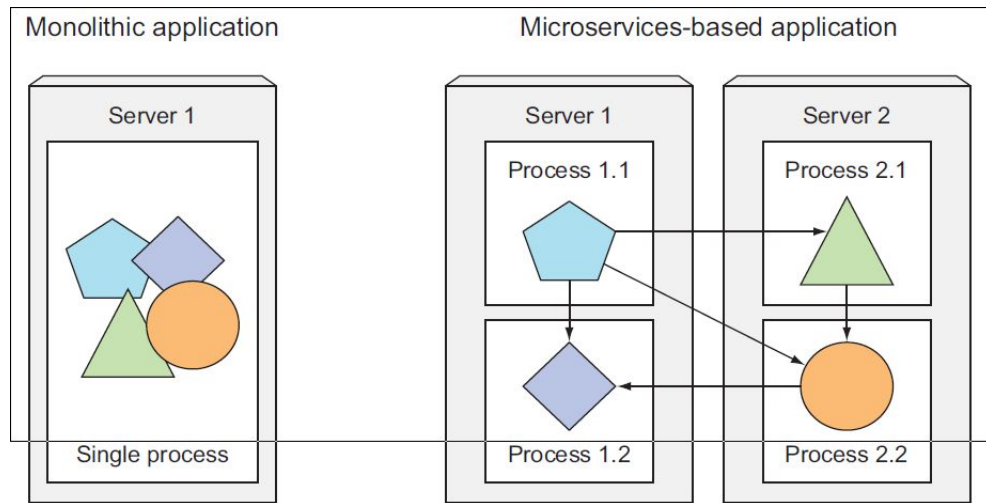 Monolithic application
Microservices-based application
Server 1
Single process
Server 1
Process 1.1
Process 1.2
Server 2
Process 2.1
Process 2.2